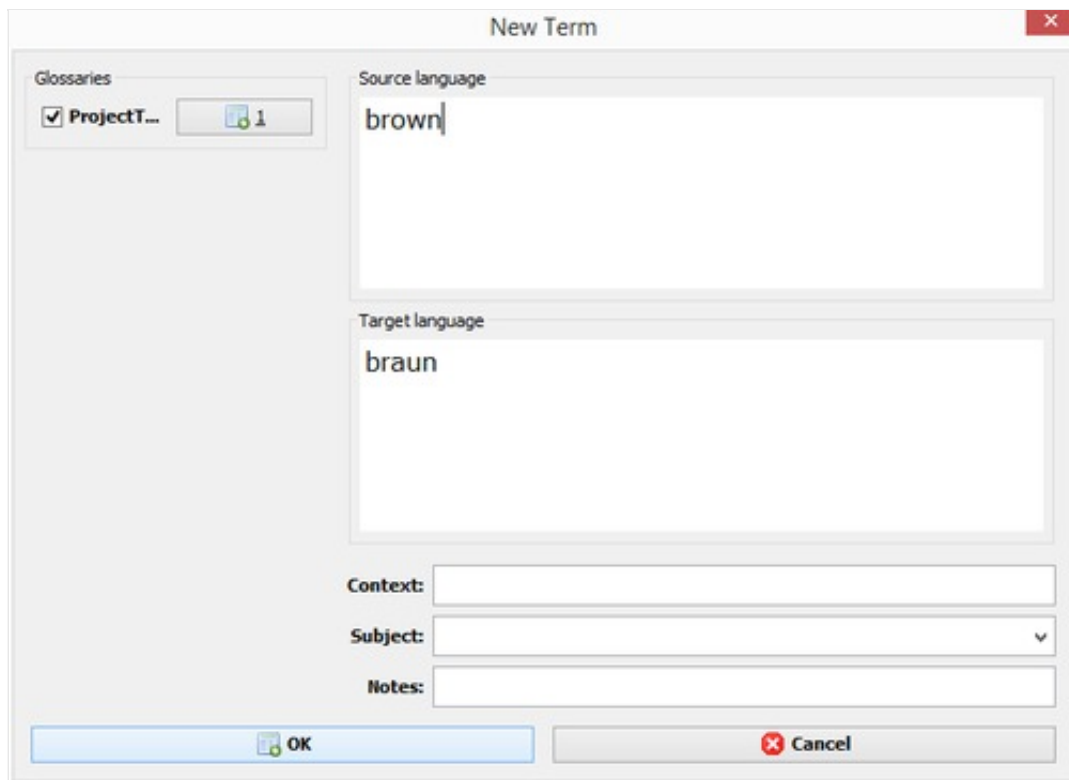 New Term
Glossaries
ProjectT...
1
Source language
brown
Target language
braun
Context:
Subject:
Notes:
OK
Cancel